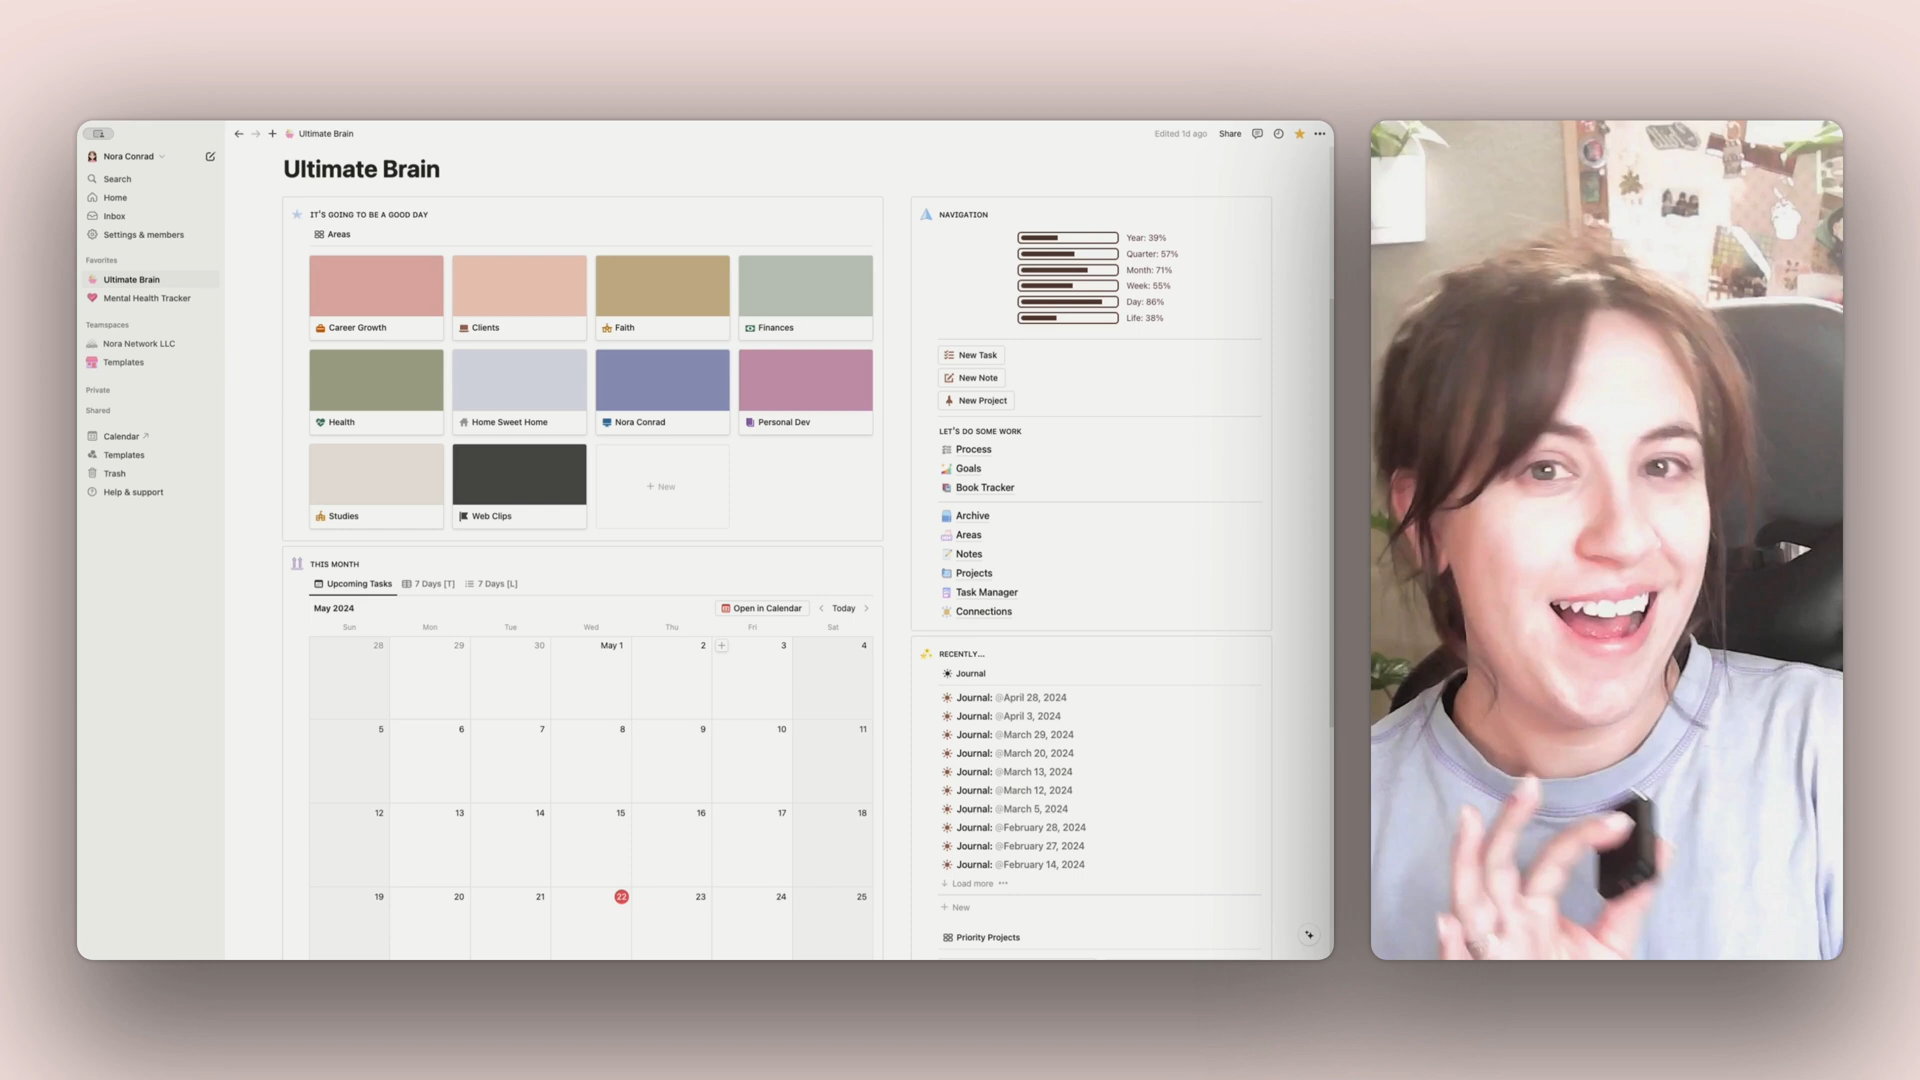 Nora Conrad
Search
Home
Inbox
Settings & members
Favorites
Ultimate Brain
Mental Health Tracker
Teamspaces
Nora Network LLC
Templates
Private
Shared
Calendar
Templates
Trash
Help & support
Ultimate Brain
Edited 1d ago
Share
Ultimate Brain
IT'S GOING TO BE A GOOD DAY
Areas
Career Growth
Clients
Faith
Finances
Health
Home Sweet Home
Nora Conrad
Personal Dev
Studies
Web Clips
+ New
THIS MONTH
Upcoming Tasks
7 Days [T]
7 Days [L]
May 2024
Open in Calendar
Today
Sun Mon Tue Wed Thu Fri Sat
28 29 30 May 1 2 3 4
5 6 7 8 9 10 11
12 13 14 15 16 17 18
19 20 21 22 23 24 25
NAVIGATION
Year: 39%
Quarter: 57%
Month: 71%
Week: 55%
Day: 86%
Life: 38%
New Task
New Note
New Project
LET'S DO SOME WORK
Process
Goals
Book Tracker
Archive
Areas
Notes
Projects
Task Manager
Connections
RECENTLY...
Journal
Journal: @April 28, 2024
Journal: @April 3, 2024
Journal: @March 29, 2024
Journal: @March 20, 2024
Journal: @March 13, 2024
Journal: @March 12, 2024
Journal: @March 5, 2024
Journal: @February 28, 2024
Journal: @February 27, 2024
Journal: @February 14, 2024
Load more
+ New
Priority Projects